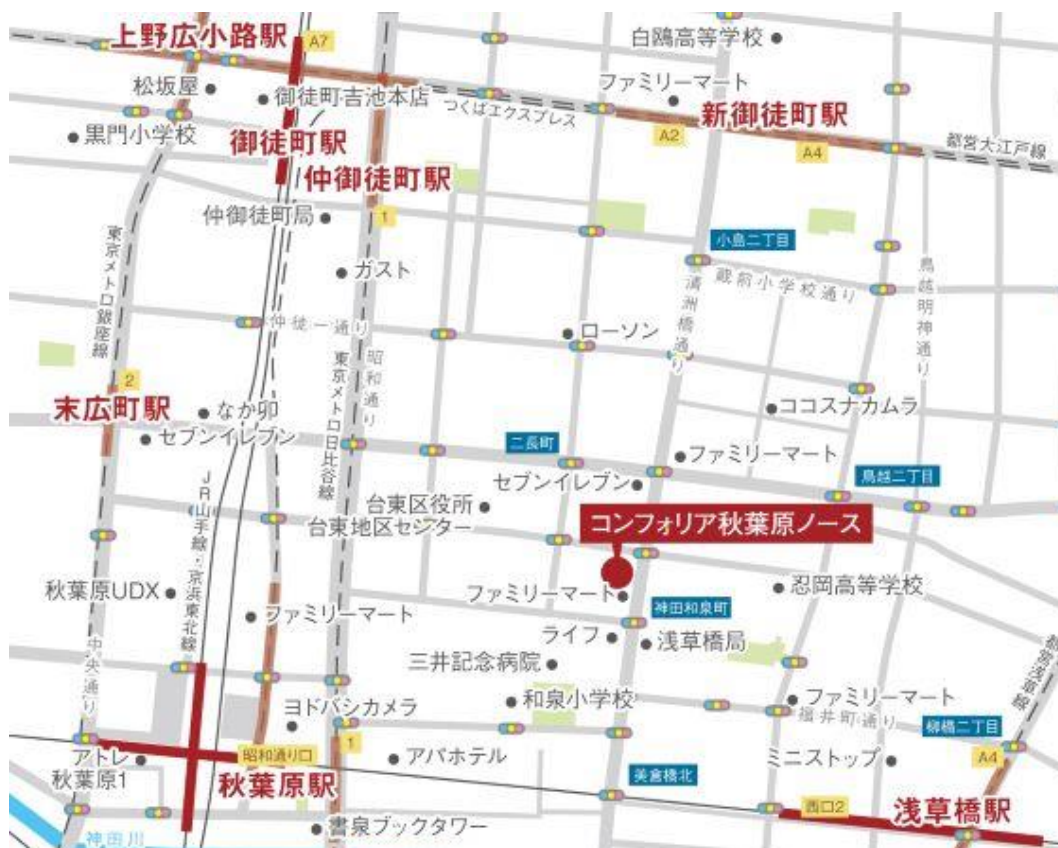 上野広小路駅
A7
白鴎高等学校
松坂屋
御徒町吉池本店
ファミリーマート
つくばエクスプレス
新御徒町駅
黒門小学校
御徒町駅
A2
A4
都営大江戸線
仲御徒町駅
仲御徒町局
1
小島二丁目
東京メトロ銀座線
ガスト
清洲橋通り
蔵前小学校通り
鳥越明神通り
仲徒一通り
ローソン
昭和通り
東京メトロ日比谷線
2
末広町駅
なか卯
ココスナカムラ
セブンイレブン
二長町
ファミリーマート
JR山手線・京浜東北線
セブンイレブン
鳥越二丁目
台東区役所
台東地区センター
コンフォリア秋葉原ノース
秋葉原UDX
ファミリーマート
ファミリーマート
忍岡高等学校
神田和泉町
ライフ
浅草橋局
中央通り
三井記念病院
都営浅草線
和泉小学校
ファミリーマート
福井町通り
ヨドバシカメラ
柳橋二丁目
1
アトレ
秋葉原1
昭和通り口
アパホテル
ミニストップ
A4
秋葉原駅
美倉橋北
西口2
浅草橋駅
書泉ブックタワー
神田川